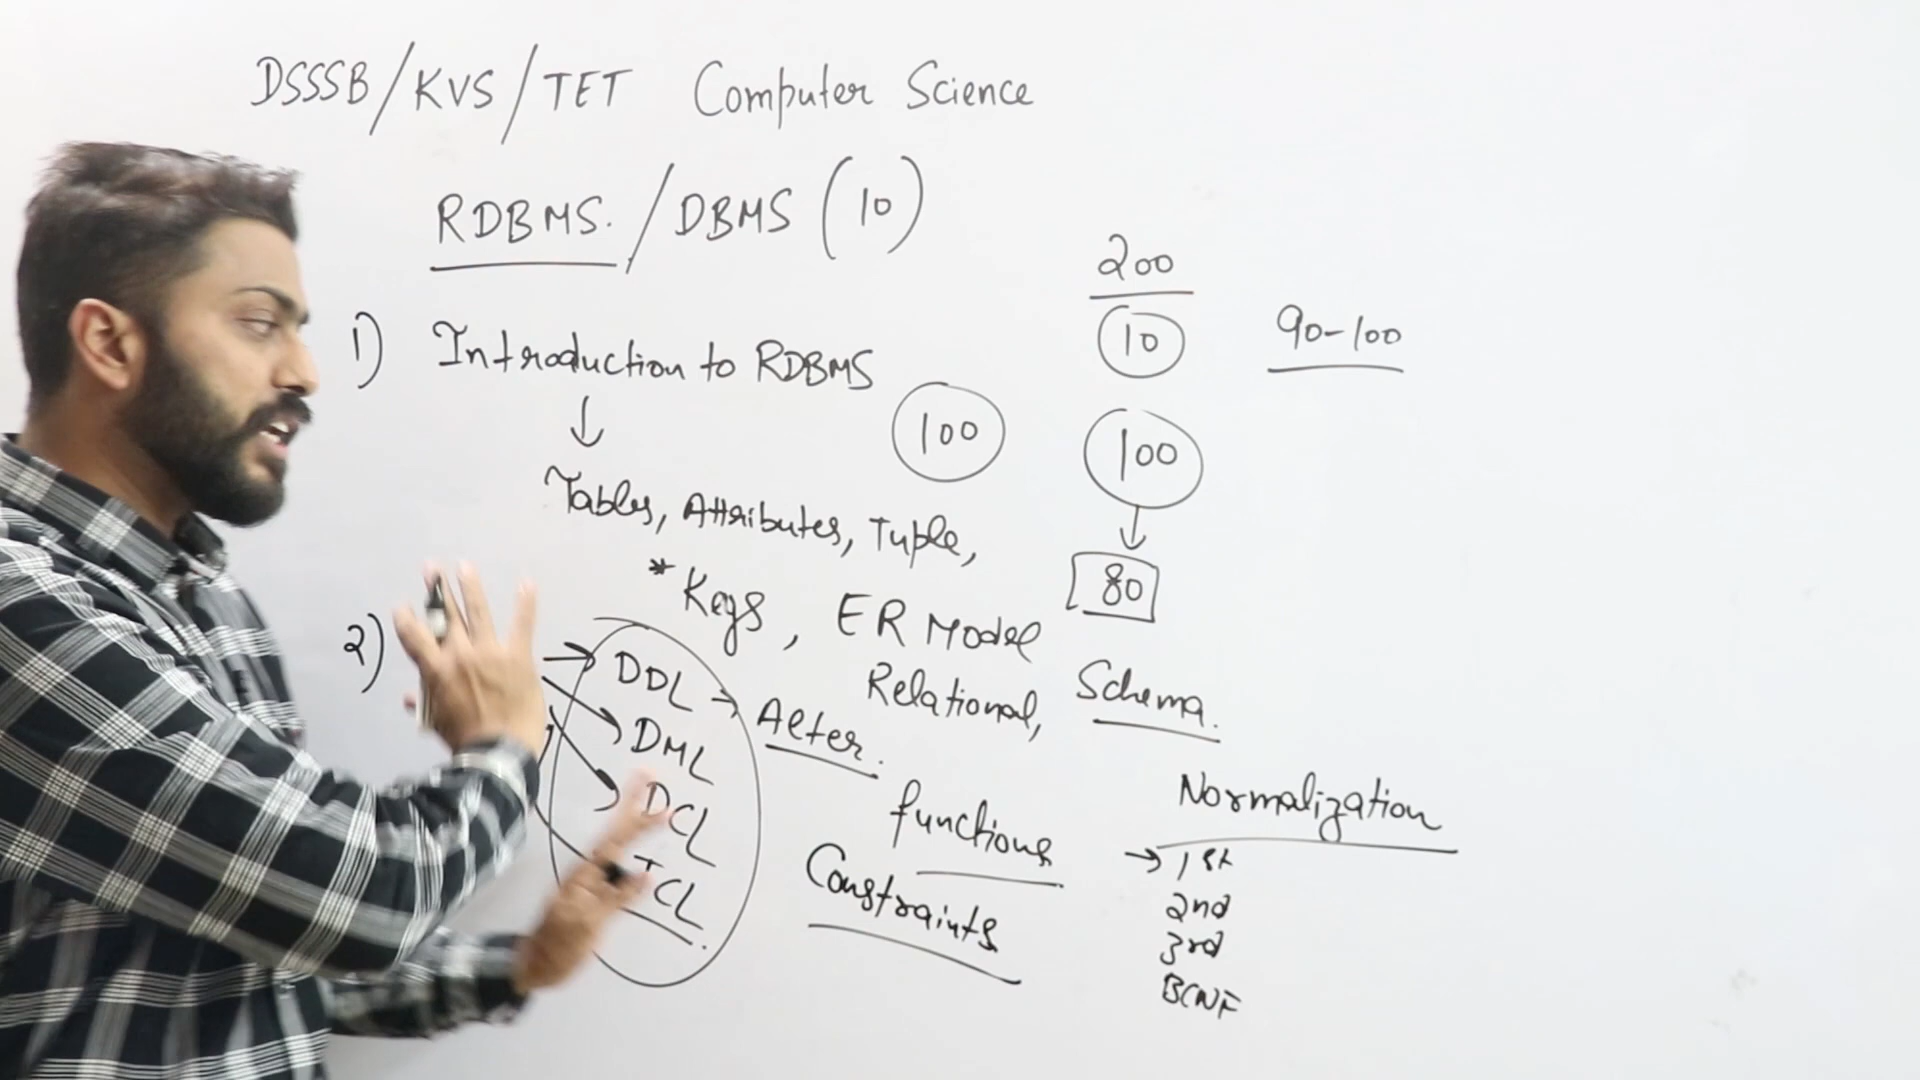 DSSSB/KVS/TET Computer Science
RDBMS. / DBMS (10)
200
10
90-100
1) Introduction to RDBMS
100
100
Tables, Attributes, Tuple,
80
*Keys, ER Model
Relational, Schema.
2)
DDL → Alter.
DML
DCL
TCL
functions
Constraints
Normalization
→ 1st
2nd
3rd
BCNF